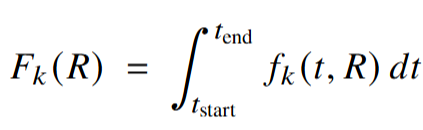 F_k(R) = ∫_{t_start}^{t_end} f_k(t, R) dt